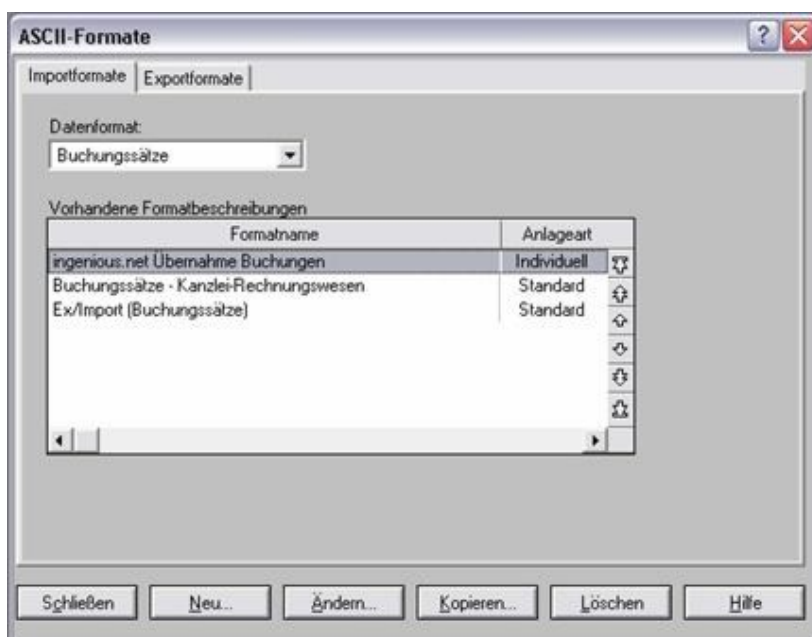 ASCII-Formate
Importformate Exportformate
Datenformat:
Buchungssätze
Vorhandene Formatbeschreibungen
Formatname Anlageart
ingenious.net Übernahme Buchungen Individuell
Buchungssätze - Kanzlei-Rechnungswesen Standard
Ex/Import (Buchungssätze) Standard
Schließen Neu... Ändern... Kopieren... Löschen Hilfe